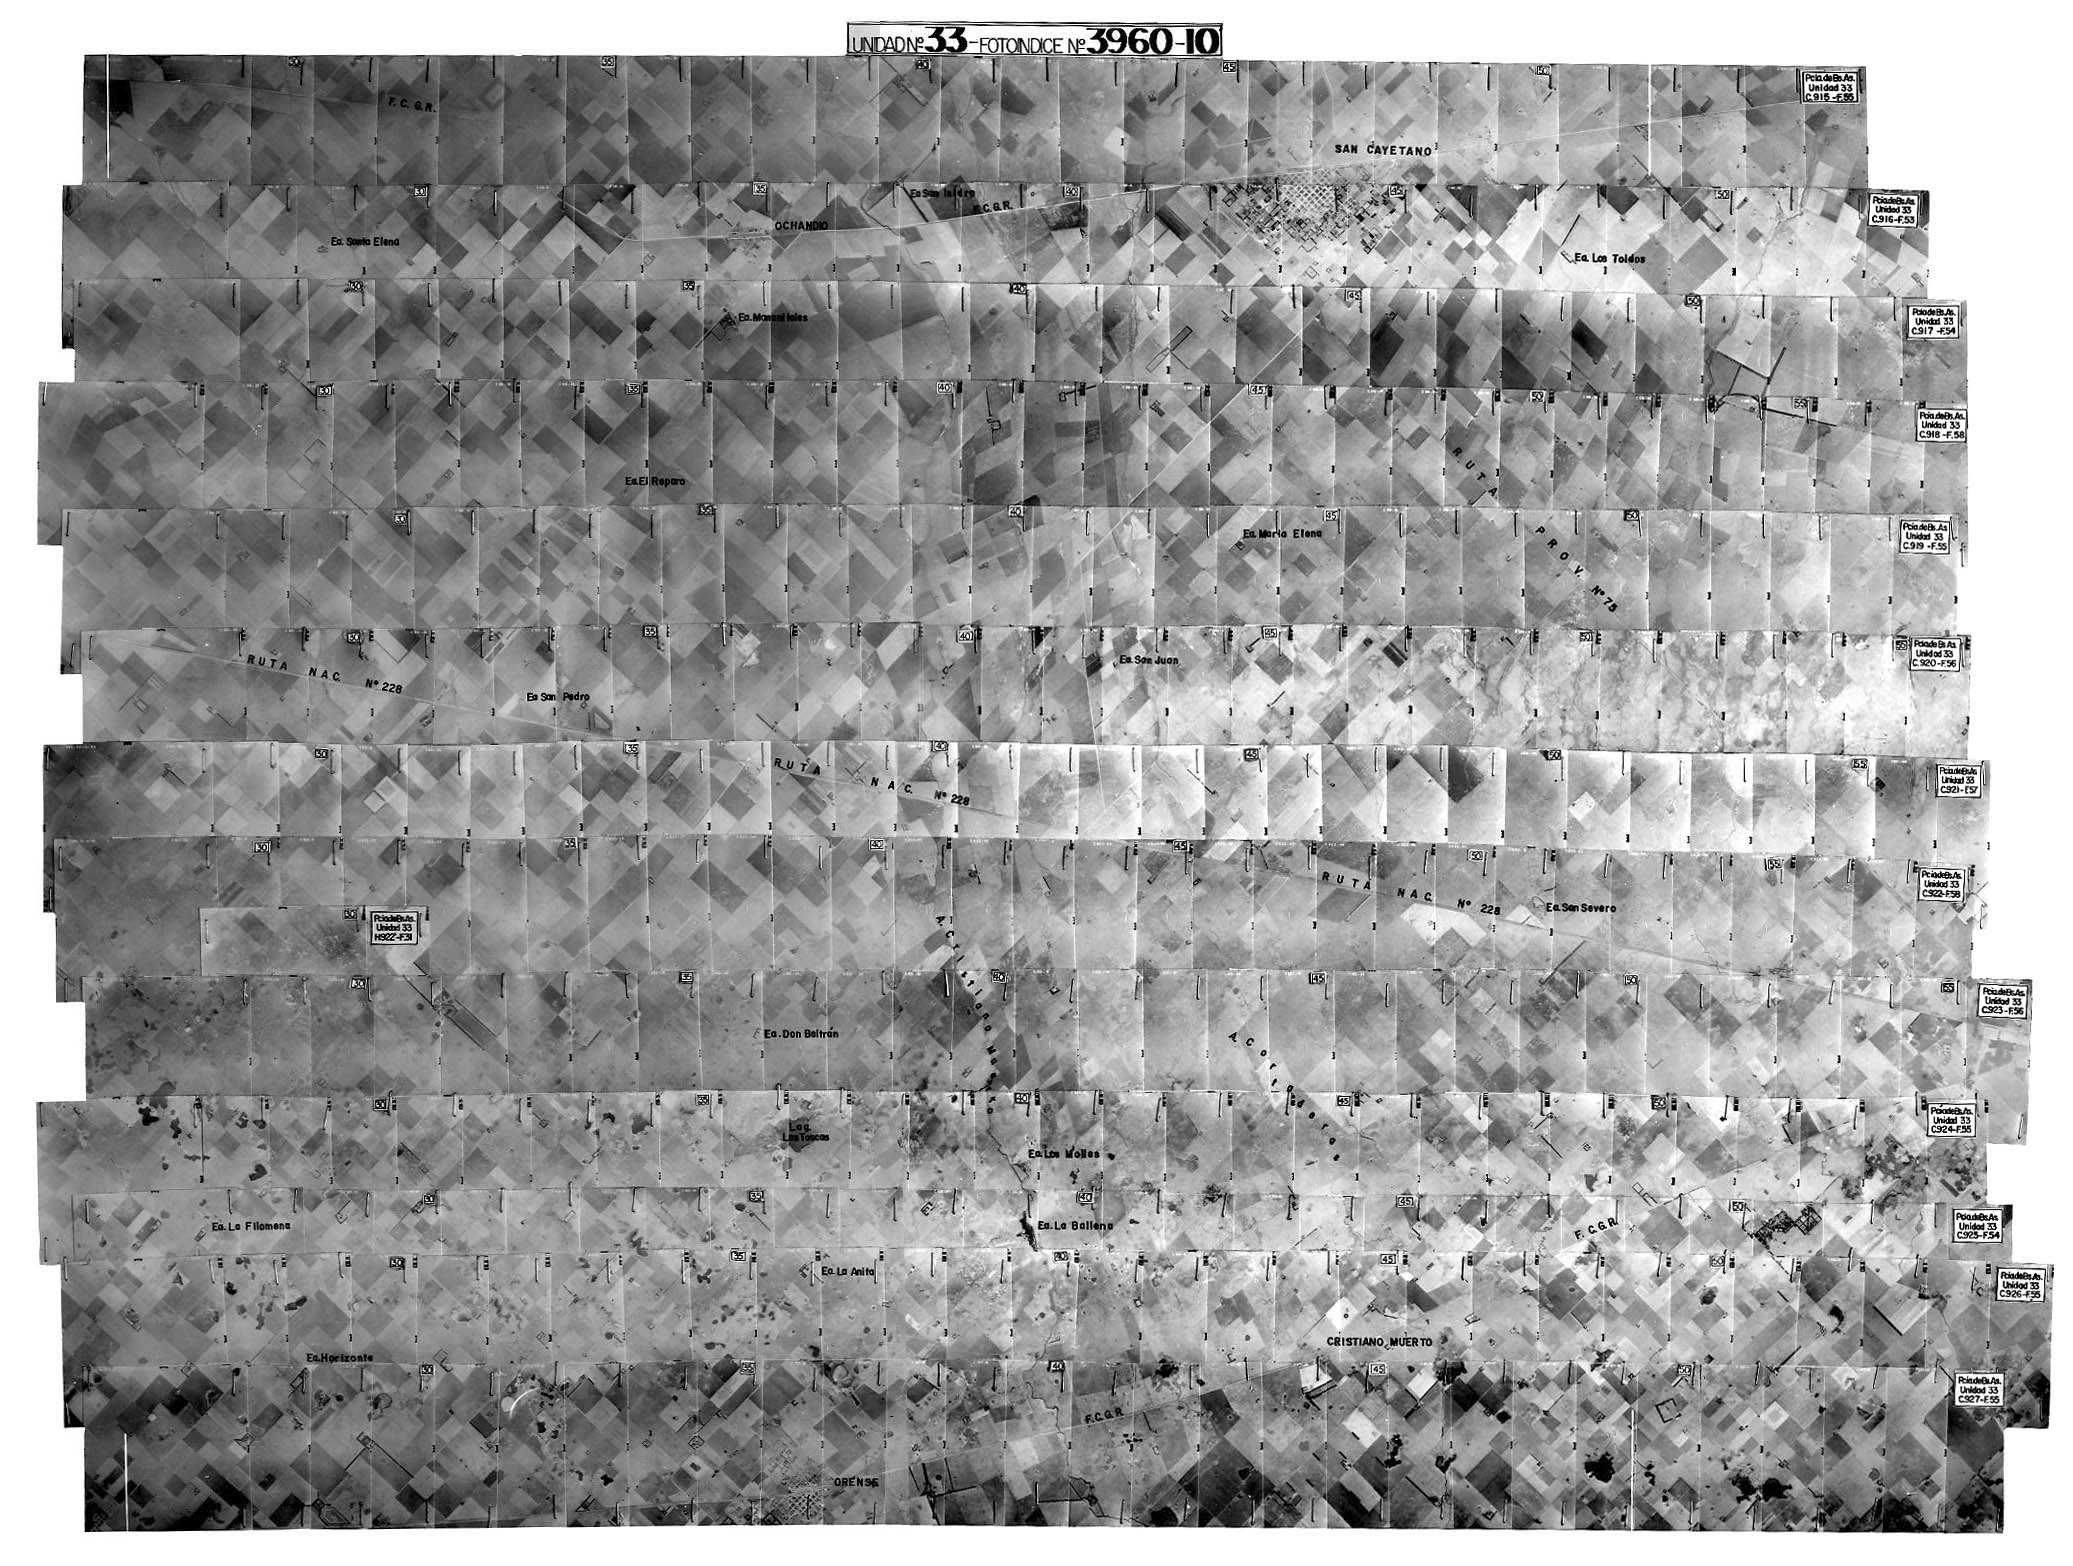 UNIDAD Nº 33 - FOTOINDICE Nº 3960-10
30
35
40
45
50
Pcia.de Bs.As.
Unidad 33
C.915 -F.55
F. C. G. R.
SAN CAYETANO
30
35
40
45
50
Pcia.de Bs.As.
Unidad 33
C.916-F.53
Ea San Isidro
F.C.G.R.
OCHANDIO
Ea. Santa Elena
Ea. Los Toldos
30
35
40
45
50
Pcia de Bs. As.
Unidad 33
C.917 -F.54
Ea. Manantiales
30
35
40
45
50
55
Pcia.de Bs.As.
Unidad 33
C.918 -F.58
RUTA PROV. Nº 75
Ea.El Reparo
30
35
40
45
50
Pcia.de Bs.As.
Unidad 33
C.919 -F.55
Ea. Maria Elena
30
35
40
45
50
55
Pcia de Bs. As.
Unidad 33
C.920-F.56
RUTA NAC. Nº 228
Ea. San Juan
Ea San Pedro
30
35
40
45
50
55
Pcia de Bs.As.
Unidad 33
C.921-F.57
RUTA NAC. Nº 228
30
35
40
45
50
55
Pcia.de Bs.As.
Unidad 33
C.922-F.58
RUTA NAC. Nº 228
Ea. San Severo
30
Pcia de Bs.As.
Unidad 33
H.922'-F.31
A. Cristiano Muerto
30
35
40
45
50
55
Pcia de Bs. As.
Unidad 33
C.923-F.56
Ea. Don Beltrán
A. Cortaderas
30
35
40
45
50
Pcia.de Bs.As.
Unidad 33
C.924-F.55
Lag.
Las Toscas
Ea. Los Molles
30
35
40
45
50
Pcia de Bs.As.
Unidad 33
C.925-F.54
Ea. La Filomena
Ea. La Ballena
F.C.G.R.
30
35
40
45
50
Pcia de Bs. As.
Unidad 33
C.926-F.55
Ea. La Anita
CRISTIANO MUERTO
Ea. Horizonte
30
35
40
45
50
Pcia de Bs. As.
Unidad 33
C.927-F.55
F.C.G.R
ORENSE